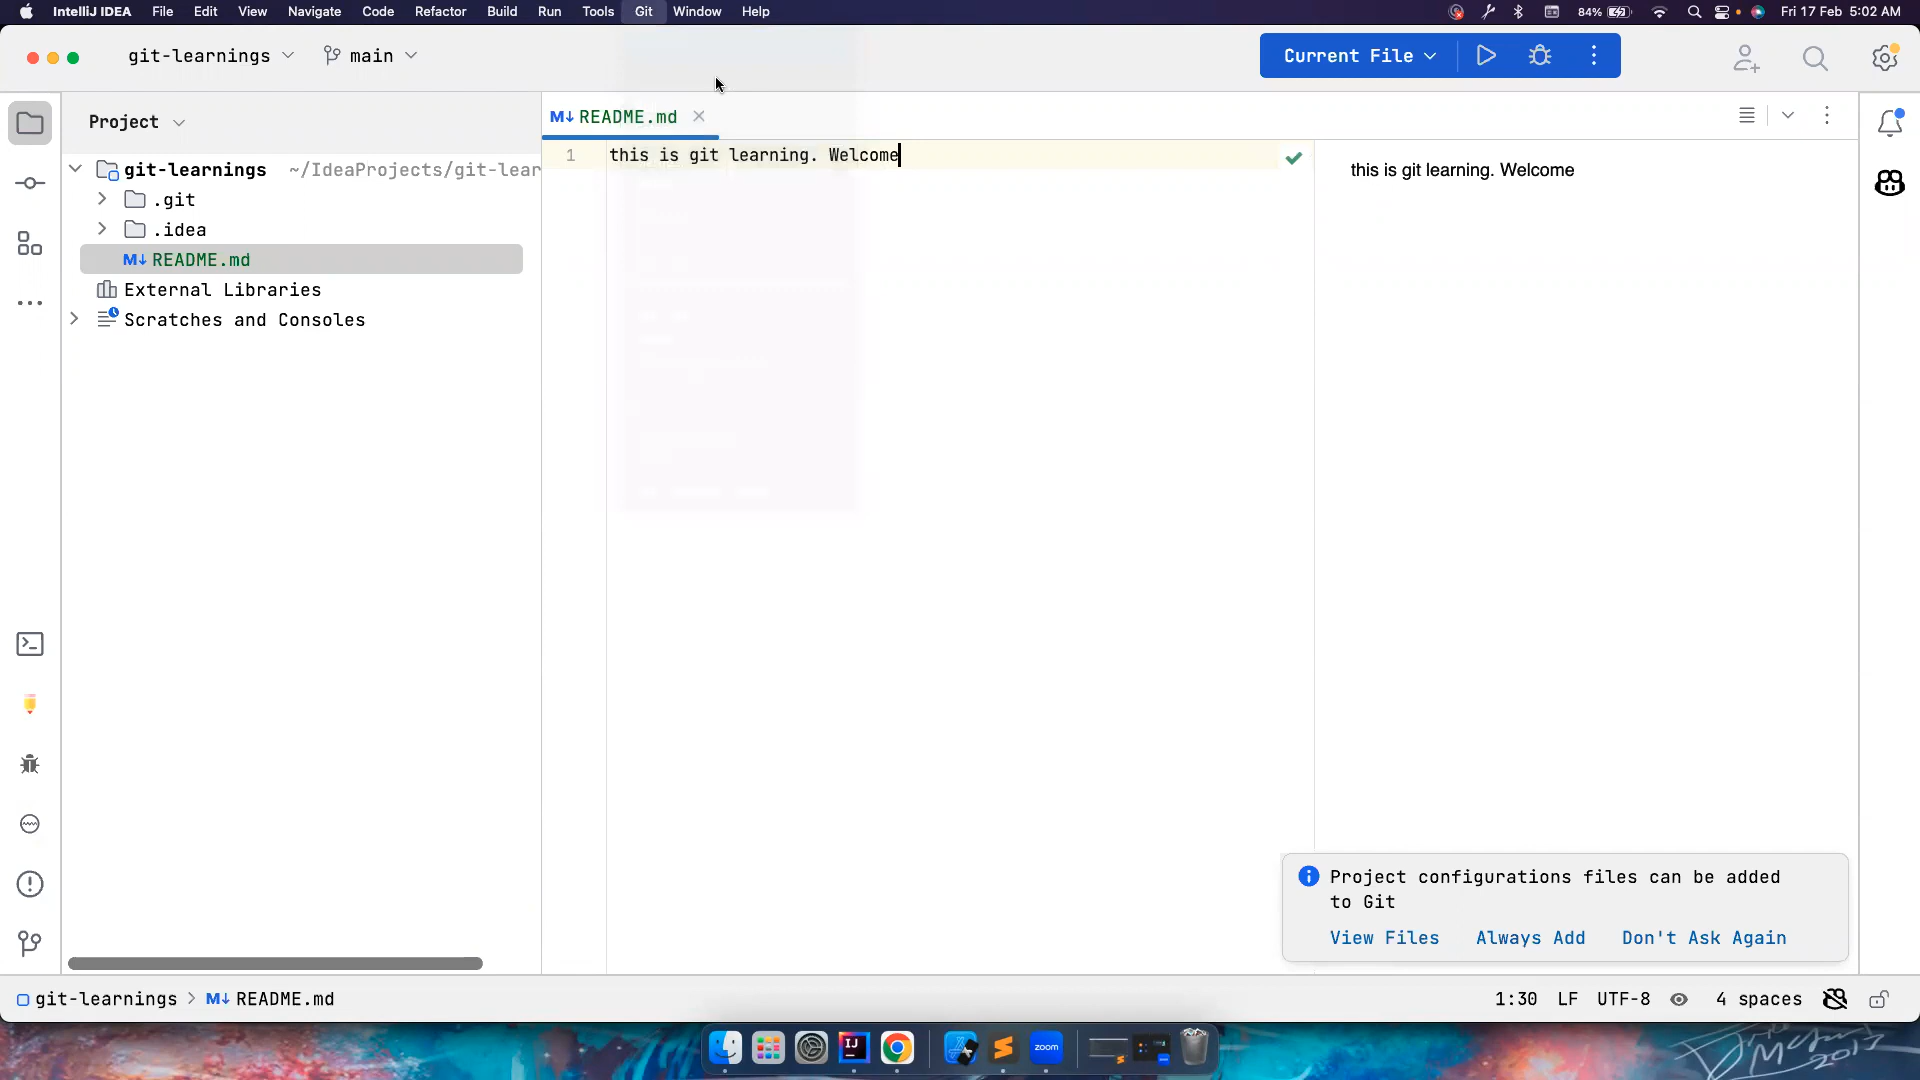 IntelliJ IDEA File Edit View Navigate Code Refactor Build Run Tools Git Window Help 84% Fri 17 Feb 5:02 AM
git-learnings main Current File
Project M↓ README.md
1 this is git learning. Welcome
this is git learning. Welcome
git-learnings ~/IdeaProjects/git-lear
.git
.idea
M↓ README.md
External Libraries
Scratches and Consoles
Project configurations files can be added
to Git
View Files Always Add Don't Ask Again
git-learnings > M↓ README.md 1:30 LF UTF-8 4 spaces
IJ zoom
2017